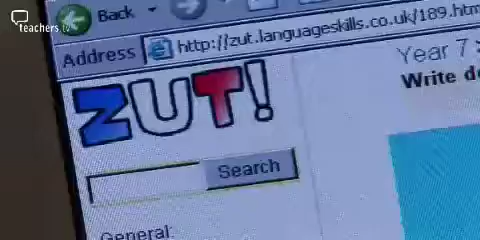 teachers.tv
Back
Address http://zut.languageskills.co.uk/189.htm
Year 7
Write
ZUT!
Search
General: